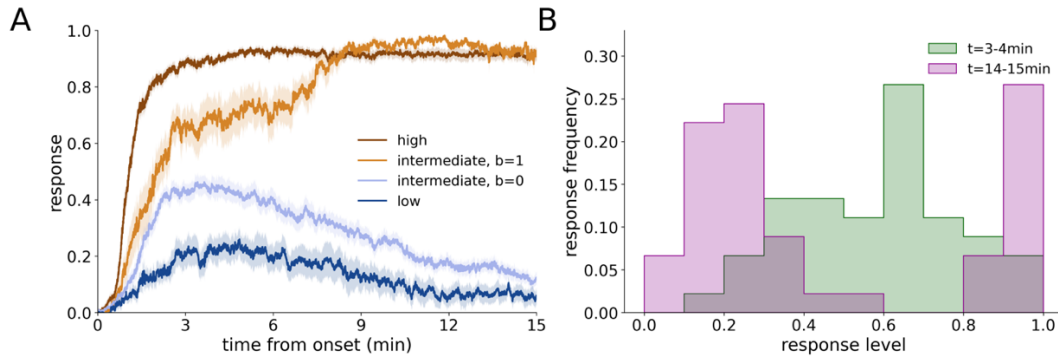 A
1.0
0.8
0.6
0.4
0.2
0.0
response
0 3 6 9 12 15
time from onset (min)
high
intermediate, b=1
intermediate, b=0
low
B
0.30
0.25
0.20
0.15
0.10
0.05
0.00
response frequency
0.0 0.2 0.4 0.6 0.8 1.0
response level
t=3-4min
t=14-15min